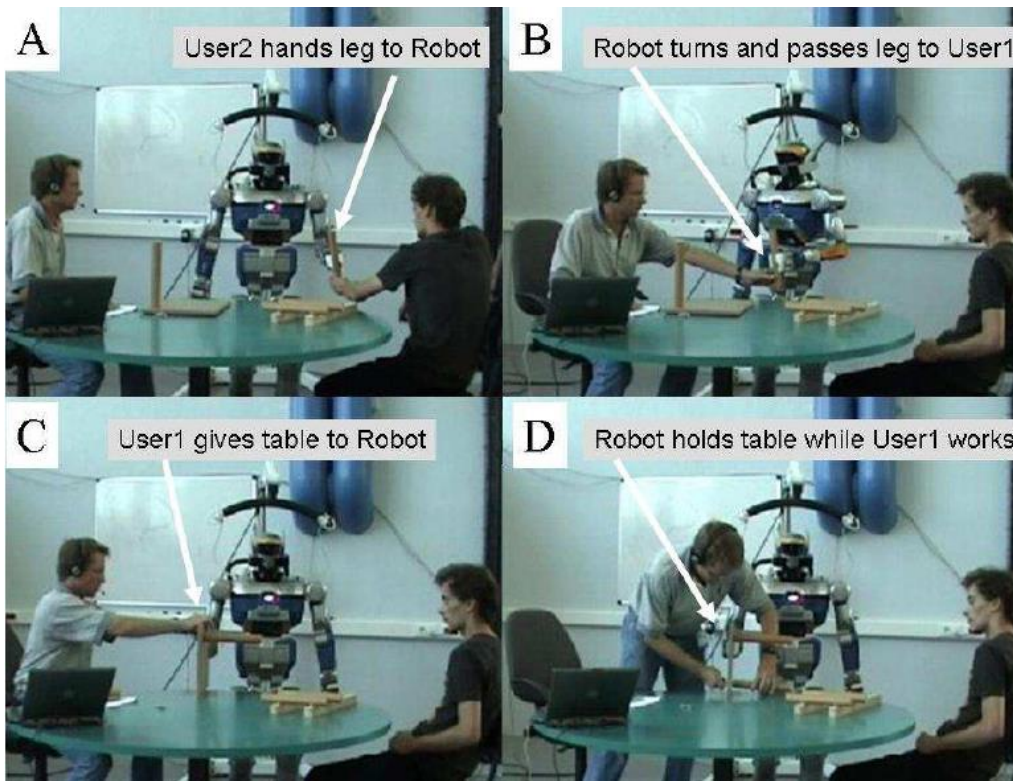 A
User2 hands leg to Robot
B
Robot turns and passes leg to User1
C
User1 gives table to Robot
D
Robot holds table while User1 works